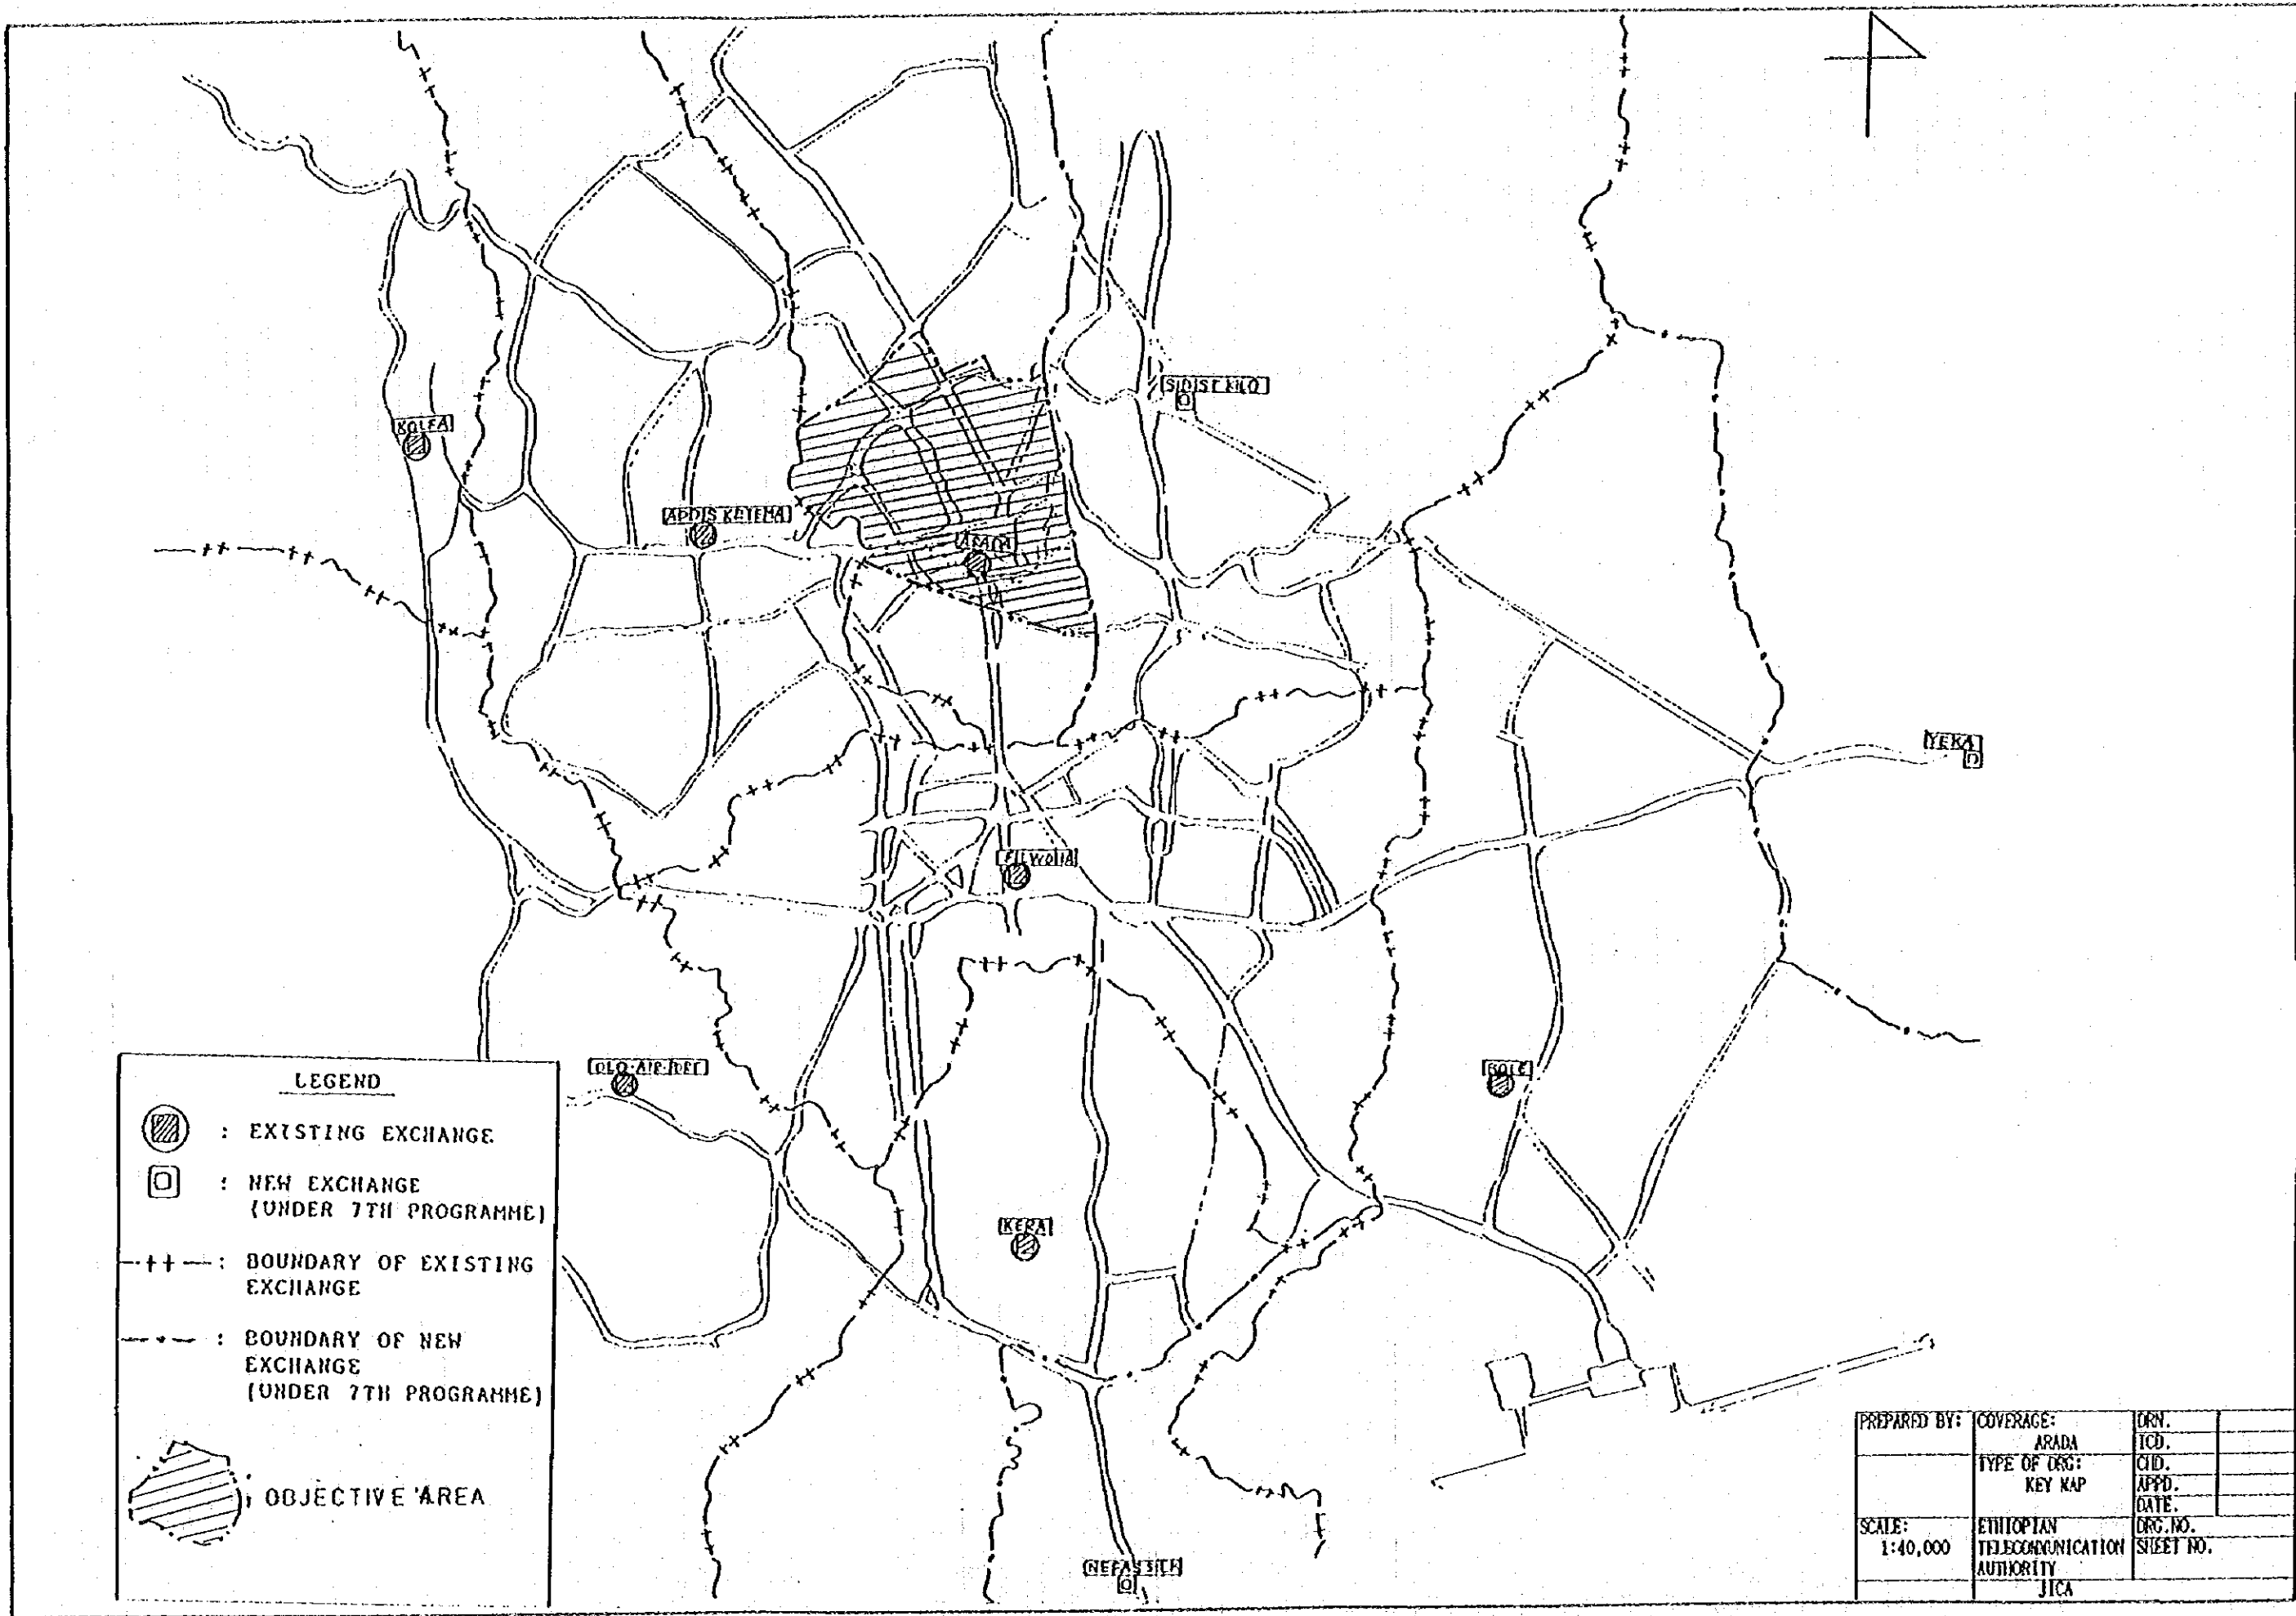 SIDIST KILO
KOLFA
ADDIS KETEMA
ARADA
YEKA
FILWOHA
OLD AIR DEF
BOLE
KERA
NEFAS SILK
LEGEND
: EXISTING EXCHANGE
: NEW EXCHANGE
(UNDER 7TH PROGRAMME)
: BOUNDARY OF EXISTING
EXCHANGE
: BOUNDARY OF NEW
EXCHANGE
(UNDER 7TH PROGRAMME)
: OBJECTIVE AREA
PREPARED BY: COVERAGE: DRN.
ARADA TCD.
TYPE OF DRG: CHD.
KEY MAP APPD.
DATE.
SCALE: ETHIOPIAN DRG.NO.
1:40,000 TELECOMMUNICATION SHEET NO.
AUTHORITY
JICA